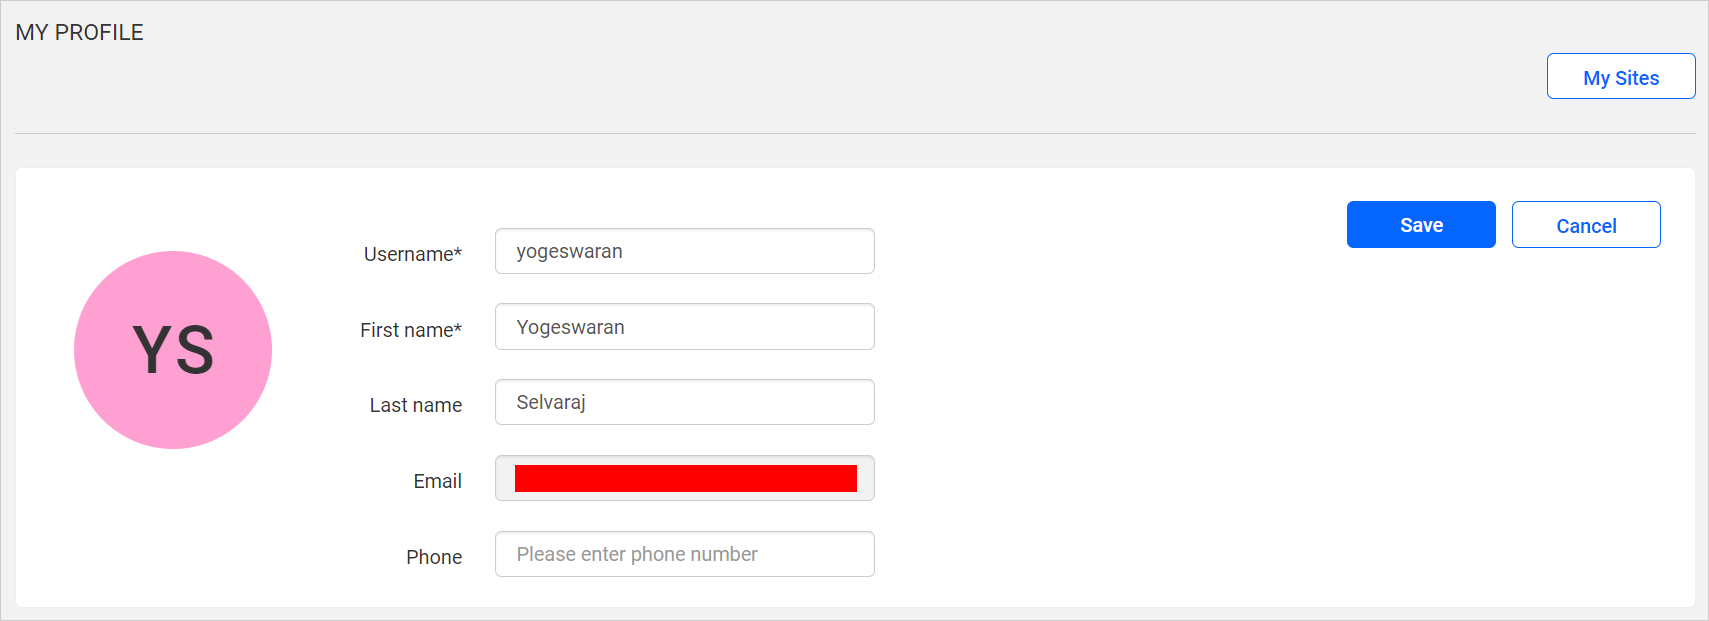 MY PROFILE
My Sites
Save
Cancel
YS
Username*
yogeswaran
First name*
Yogeswaran
Last name
Selvaraj
Email
Phone
Please enter phone number